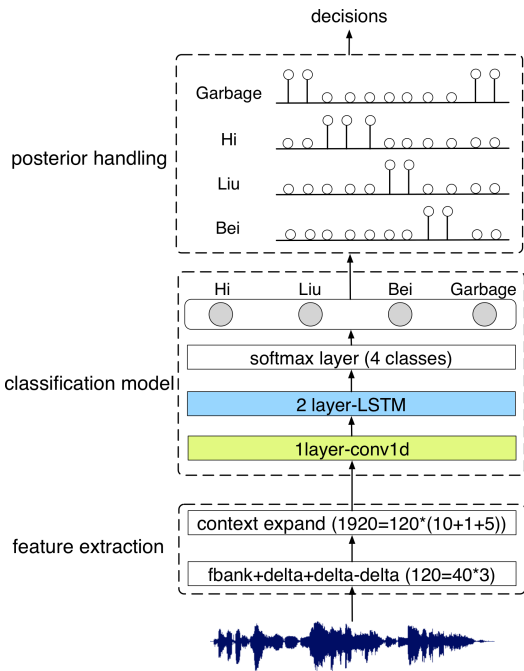 decisions
Garbage
Hi
posterior handling
Liu
Bei
Hi Liu Bei Garbage
softmax layer (4 classes)
classification model
2 layer-LSTM
1layer-conv1d
context expand (1920=120*(10+1+5))
feature extraction
fbank+delta+delta-delta (120=40*3)